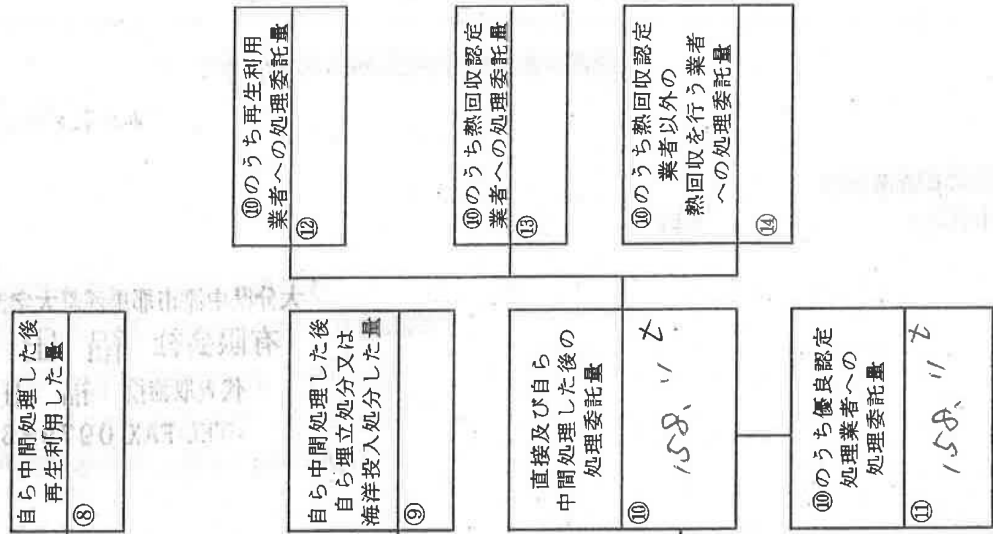 自ら中間処理した後
再生利用した量
⑧
自ら中間処理した後
自ら埋立処分又は
海洋投入処分した量
⑨
直接及び自ら
中間処理した後の
処理委託量
⑩
158、11 t
⑩のうち優良認定
処理業者への
処理委託量
⑪
158、11 t
⑩のうち再生利用
業者への処理委託量
⑫
⑩のうち熱回収認定
業者への処理委託量
⑬
⑩のうち熱回収認定
業者以外の
熱回収を行う業者
への処理委託量
⑭
有限会社
TEL FAX 097